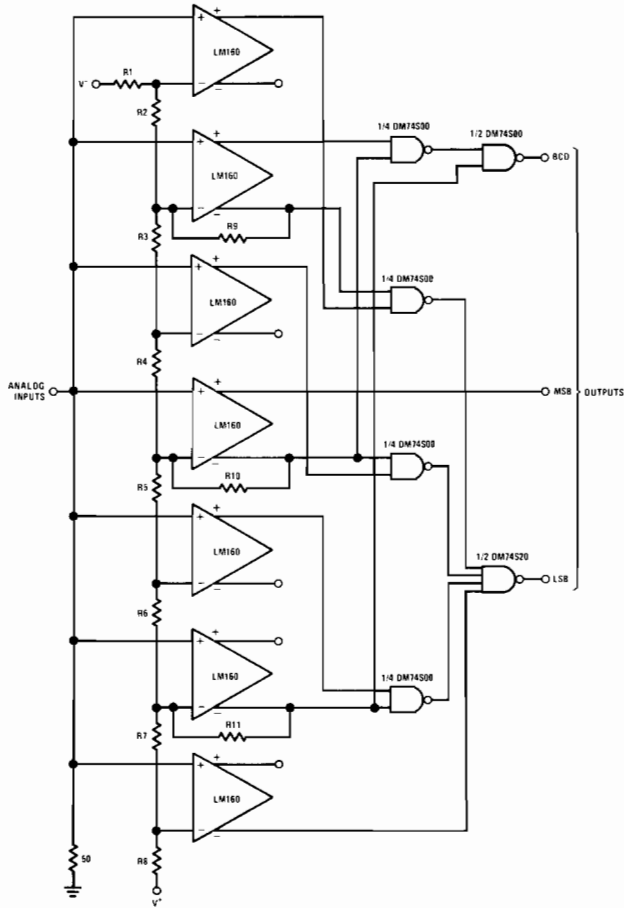 + + LM160 − −
R1
V⁻
R2
1/4 DM74S00
1/2 DM74S00
BCD
+ + LM160 − −
R9
R3
1/4 DM74S00
+ + LM160 − −
R4
ANALOG INPUTS
+ + LM160 − −
MSB
OUTPUTS
1/4 DM74S00
R10
R5
+ + LM160 − −
1/2 DM74S20
LSB
R6
+ + LM160 − −
1/4 DM74S00
R11
R7
+ + LM160 − −
50
R8
V⁺